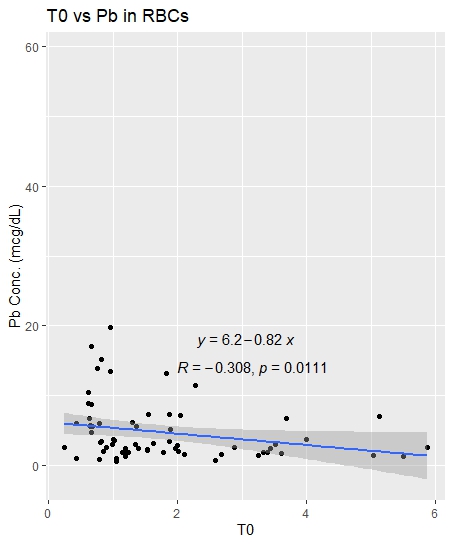 T0 vs Pb in RBCs
60
40
20
0
Pb Conc. (mcg/dL)
y = 6.2−0.82 x
R = −0.308, p = 0.0111
0 2 4 6
T0